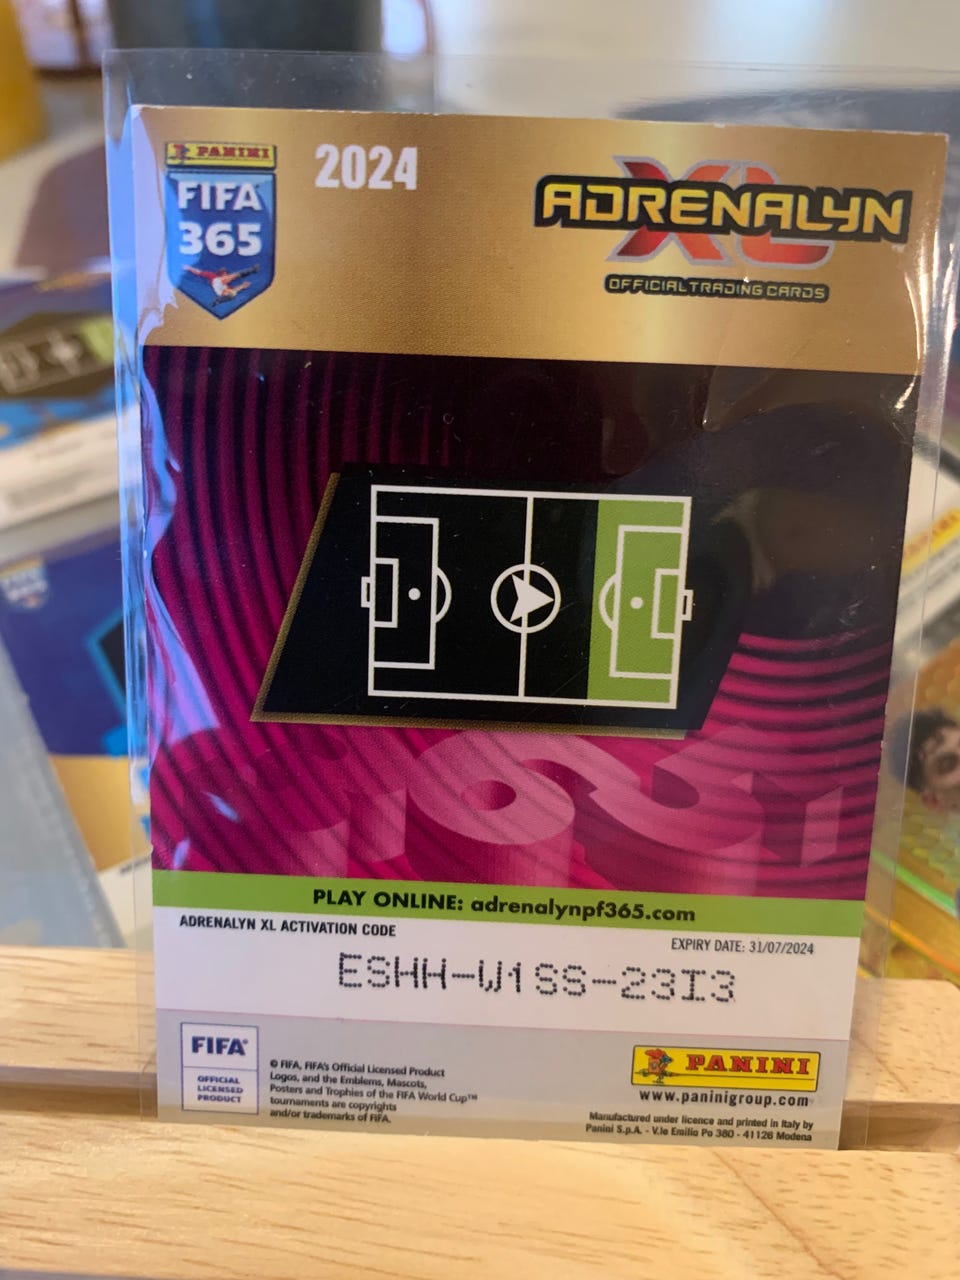 PANINI
FIFA
365
2024
ADRENALYN
XL
OFFICIAL TRADING CARDS
PLAY ONLINE: adrenalynpf365.com
ADRENALYN XL ACTIVATION CODE
EXPIRY DATE: 31/07/2024
ESHH-W1SS-23I3
FIFA®
OFFICIAL
LICENSED
PRODUCT
© FIFA, FIFA's Official Licensed Product
Logos, and the Emblems, Mascots,
Posters and Trophies of the FIFA World Cup™
tournaments are copyrights
and/or trademarks of FIFA.
PANINI
www.paninigroup.com
Manufactured under licence and printed in Italy by
Panini S.p.A. - V.le Emilio Po 380 - 41126 Modena